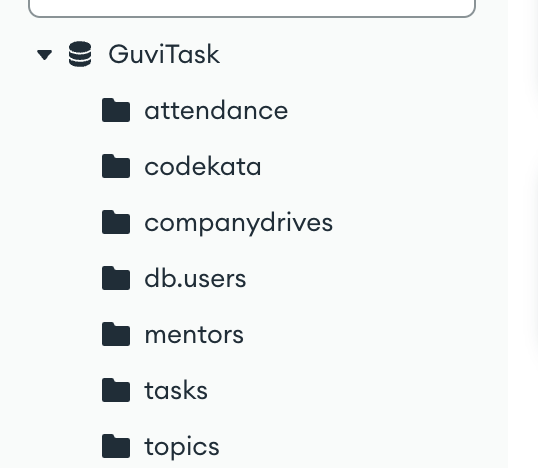 GuviTask
attendance
codekata
companydrives
db.users
mentors
tasks
topics